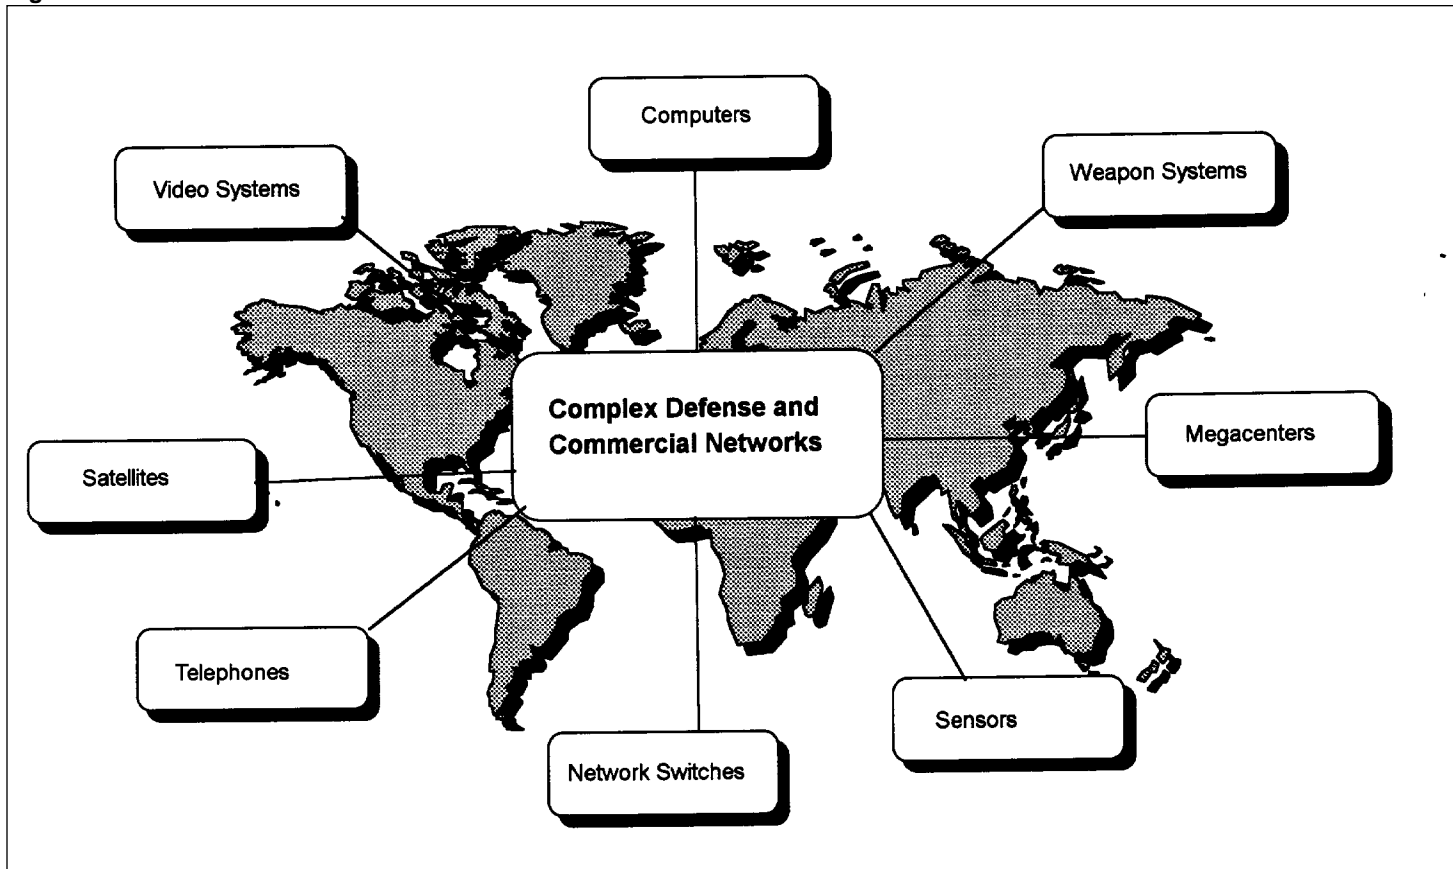 Computers
Video Systems
Weapon Systems
Complex Defense and
Commercial Networks
Megacenters
Satellites
Telephones
Sensors
Network Switches